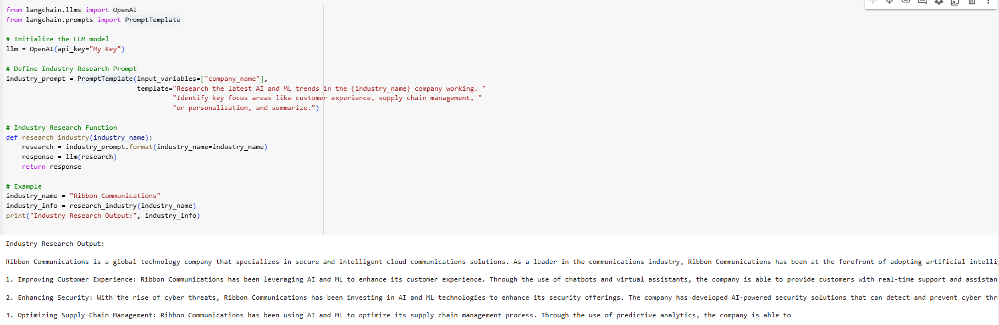 from langchain.llms import OpenAI
from langchain.prompts import PromptTemplate

# Initialize the LLM model
llm = OpenAI(api_key="My Key")

# Define Industry Research Prompt
industry_prompt = PromptTemplate(input_variables=["company_name"],
                                 template="Research the latest AI and ML trends in the {industry_name} company working. "
                                          "Identify key focus areas like customer experience, supply chain management, "
                                          "or personalization, and summarize.")

# Industry Research Function
def research_industry(industry_name):
    research = industry_prompt.format(industry_name=industry_name)
    response = llm(research)
    return response

# Example
industry_name = "Ribbon Communications"
industry_info = research_industry(industry_name)
print("Industry Research Output:", industry_info)

Industry Research Output:

Ribbon Communications is a global technology company that specializes in secure and intelligent cloud communications solutions. As a leader in the communications industry, Ribbon Communications has been at the forefront of adopting artificial

1. Improving Customer Experience: Ribbon Communications has been leveraging AI and ML to enhance its customer experience. Through the use of chatbots and virtual assistants, the company is able to provide customers with real-time support and

2. Enhancing Security: With the rise of cyber threats, Ribbon Communications has been investing in AI and ML technologies to enhance its security offerings. The company has developed AI-powered security solutions that can detect and prevent cyber

3. Optimizing Supply Chain Management: Ribbon Communications has been using AI and ML to optimize its supply chain management process. Through the use of predictive analytics, the company is able to